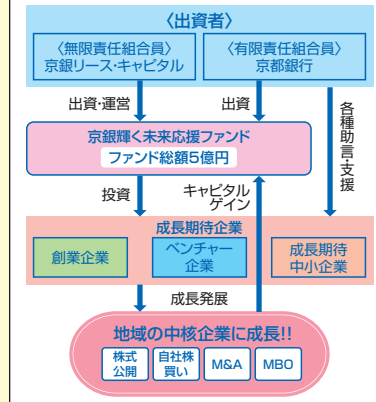 〈出資者〉
〈無限責任組合員〉
京銀リース・キャピタル
〈有限責任組合員〉
京都銀行
出資・運営
出資
各種助言・支援
京銀輝く未来応援ファンド
ファンド総額5億円
投資
キャピタル
ゲイン
成長期待企業
創業企業
ベンチャー
企業
成長期待
中小企業
成長発展
地域の中核企業に成長!!
株式
公開
自社株
買い
M&A
MBO